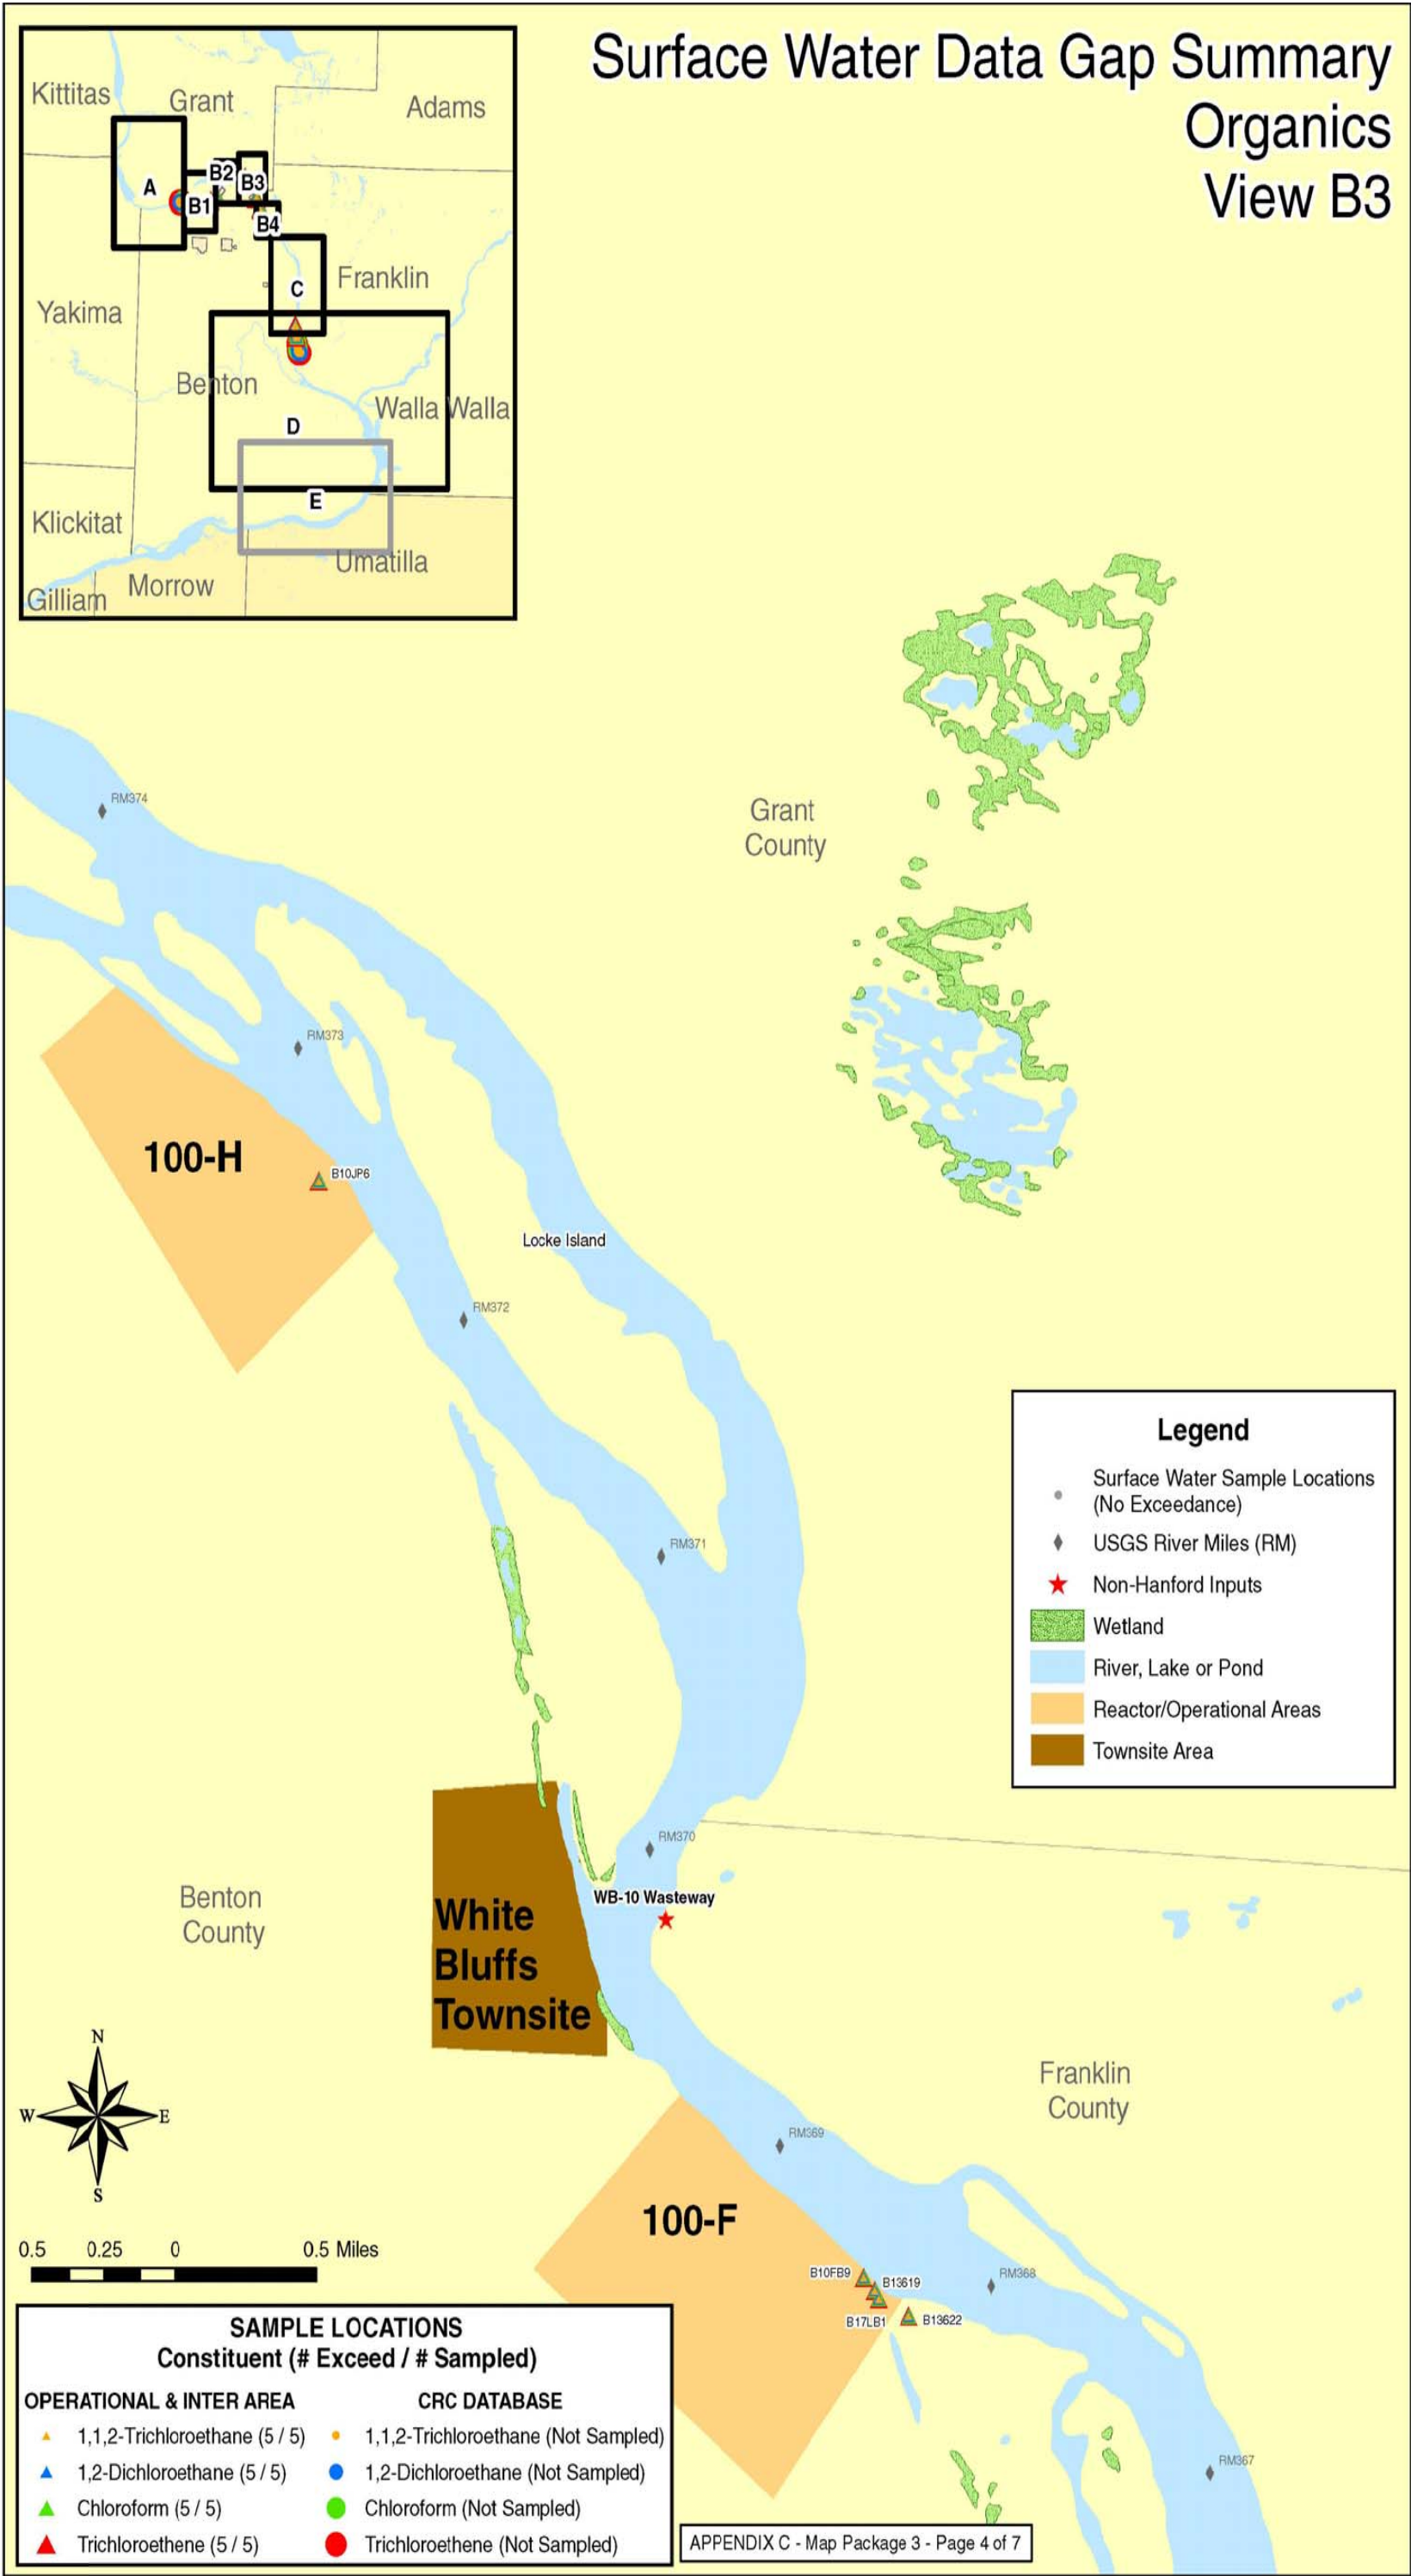 Surface Water Data Gap Summary
Organics
View B3
Kittitas
Grant
Adams
A
B1
B2
B3
B4
C
Franklin
Yakima
Benton
Walla Walla
D
E
Klickitat
Umatilla
Morrow
Gilliam
RM374
Grant
County
RM373
100-H
B10JP6
Locke Island
RM372
RM371
Legend
Surface Water Sample Locations
(No Exceedance)
USGS River Miles (RM)
Non-Hanford Inputs
Wetland
River, Lake or Pond
Reactor/Operational Areas
Townsite Area
RM370
WB-10 Wasteway
Benton
County
White
Bluffs
Townsite
Franklin
County
N
W
E
S
RM369
100-F
0.5 0.25 0 0.5 Miles
B10FB9
B13619
B17LB1
B13622
RM368
RM367
SAMPLE LOCATIONS
Constituent (# Exceed / # Sampled)
OPERATIONAL & INTER AREA
1,1,2-Trichloroethane (5 / 5)
1,2-Dichloroethane (5 / 5)
Chloroform (5 / 5)
Trichloroethene (5 / 5)
CRC DATABASE
1,1,2-Trichloroethane (Not Sampled)
1,2-Dichloroethane (Not Sampled)
Chloroform (Not Sampled)
Trichloroethene (Not Sampled)
APPENDIX C - Map Package 3 - Page 4 of 7